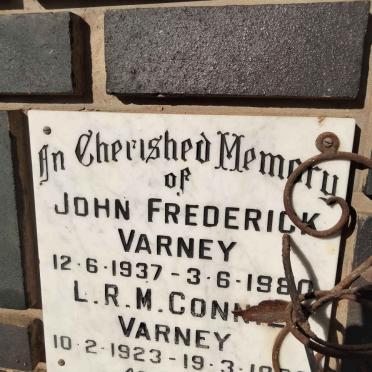 In Cherished Memory
of
JOHN FREDERICK
VARNEY
12·6·1937 – 3·6·1980
L.R.M. CONNIE
VARNEY
10·2·1923 – 19·3·